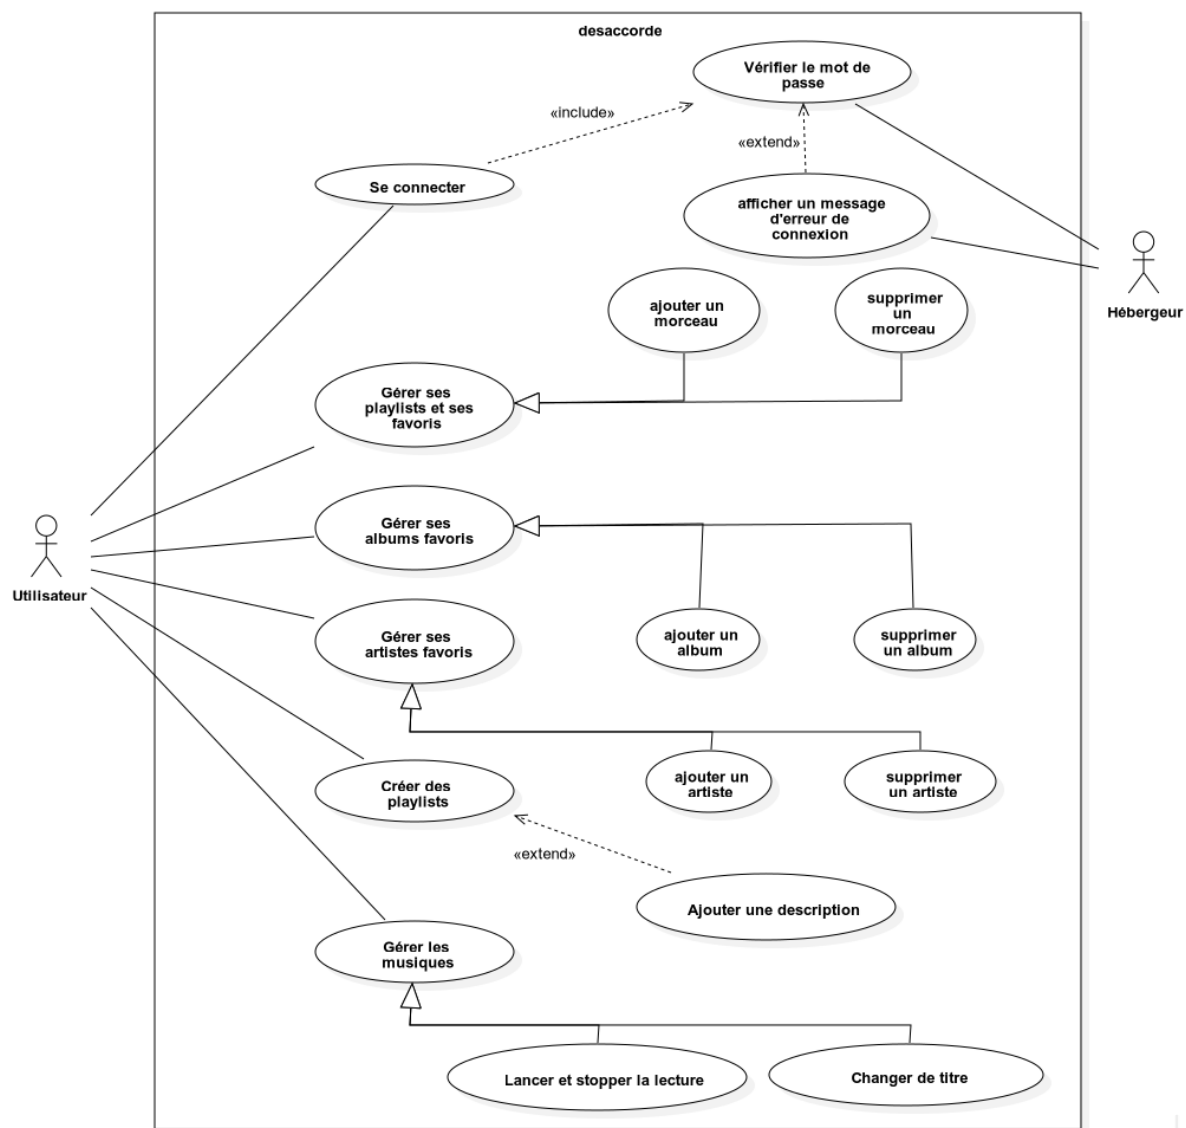 desaccorde
Vérifier le mot de
passe
«include»
«extend»
Se connecter
afficher un message
d'erreur de
connexion
Hébergeur
ajouter un
morceau
supprimer
un
morceau
Gérer ses
playlists et ses
favoris
Gérer ses
albums favoris
Utilisateur
Gérer ses
artistes favoris
ajouter un
album
supprimer
un album
ajouter un
artiste
supprimer
un artiste
Créer des
playlists
«extend»
Ajouter une description
Gérer les
musiques
Lancer et stopper la lecture
Changer de titre